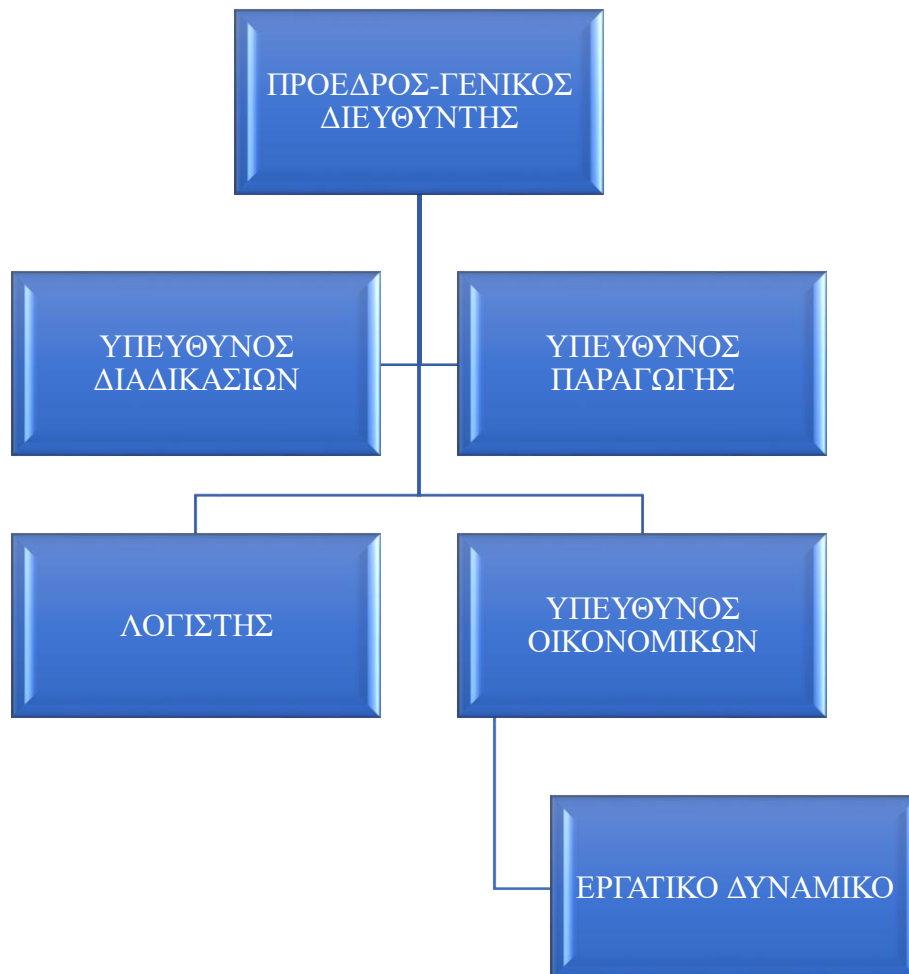 ΠΡΟΕΔΡΟΣ-ΓΕΝΙΚΟΣ
ΔΙΕΥΘΥΝΤΗΣ
ΥΠΕΥΘΥΝΟΣ
ΔΙΑΔΙΚΑΣΙΩΝ
ΥΠΕΥΘΥΝΟΣ
ΠΑΡΑΓΩΓΗΣ
ΛΟΓΙΣΤΗΣ
ΥΠΕΥΘΥΝΟΣ
ΟΙΚΟΝΟΜΙΚΩΝ
ΕΡΓΑΤΙΚΟ ΔΥΝΑΜΙΚΟ